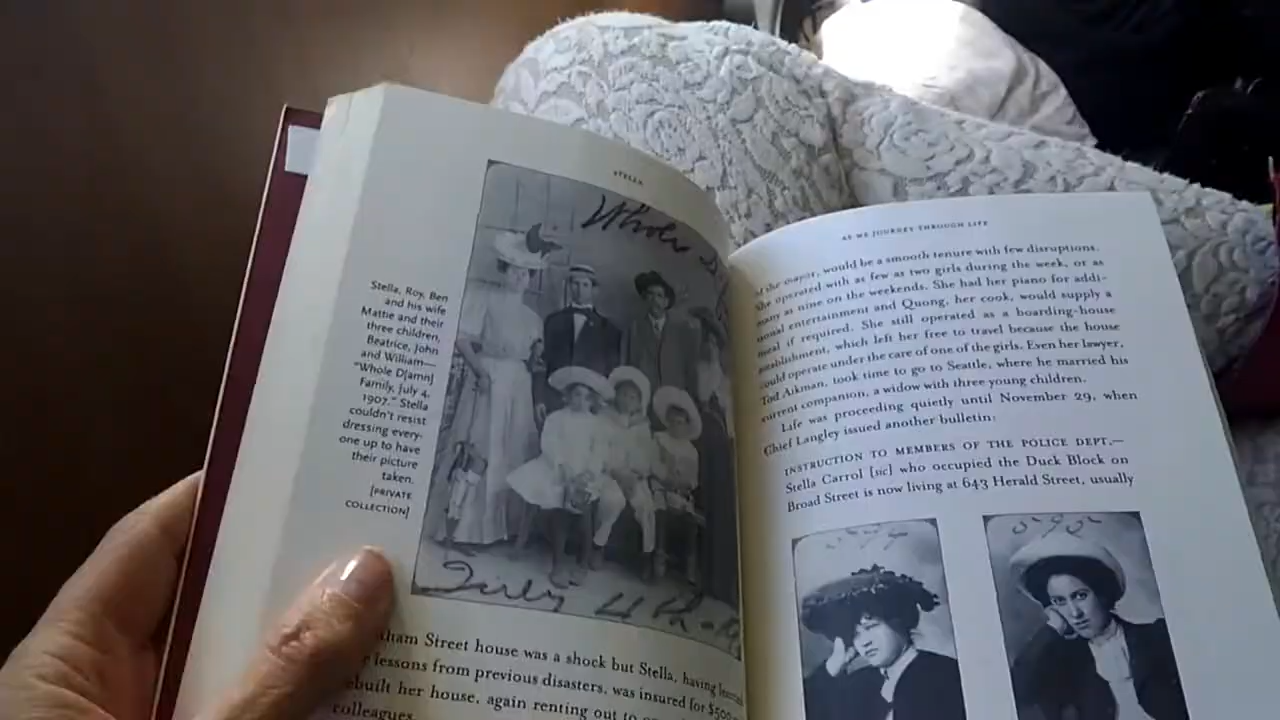 STELLA
Whole D
Stella, Roy, Ben
and his wife
Mattie and their
three children,
Beatrice, John
and William—
"Whole D[amn]
Family, July 4,
1907." Stella
couldn't resist
dressing every-
one up to have
their picture
taken.
[PRIVATE
COLLECTION]
July 4th
ham Street house was a shock but Stella, having learned
lessons from previous disasters, was insured for $500
ebuilt her house, again renting out to
colleagues.
AS WE JOURNEY THROUGH LIFE
of the mayor, would be a smooth tenure with few disruptions.
She operated with as few as two girls during the week, or as
many as nine on the weekends. She had her piano for addi-
tional entertainment and Quong, her cook, would supply a
meal if required. She still operated as a boarding-house
establishment, which left her free to travel because the house
could operate under the care of one of the girls. Even her lawyer,
Tod Aikman, took time to go to Seattle, where he married his
current companion, a widow with three young children.
Life was proceeding quietly until November 29, when
Chief Langley issued another bulletin:
INSTRUCTION TO MEMBERS OF THE POLICE DEPT,—
Stella Carrol [sic] who occupied the Duck Block on
Broad Street is now living at 643 Herald Street, usually